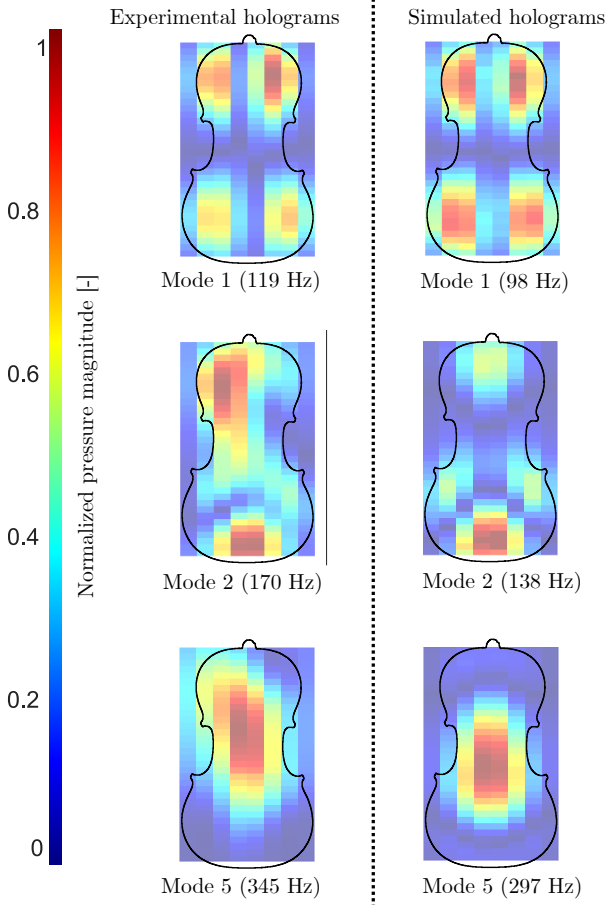 Experimental holograms
Simulated holograms
1
0.8
0.6
0.4
0.2
0
Normalized pressure magnitude [-]
Mode 1 (119 Hz)
Mode 1 (98 Hz)
Mode 2 (170 Hz)
Mode 2 (138 Hz)
Mode 5 (345 Hz)
Mode 5 (297 Hz)